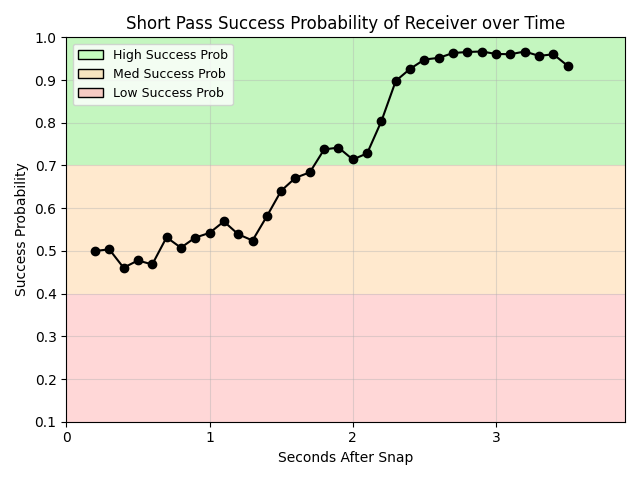 Short Pass Success Probability of Receiver over Time
1.0
High Success Prob
Med Success Prob
Low Success Prob
0.9
0.8
0.7
0.6
0.5
0.4
0.3
0.2
0.1
Success Probability
0 1 2 3
Seconds After Snap